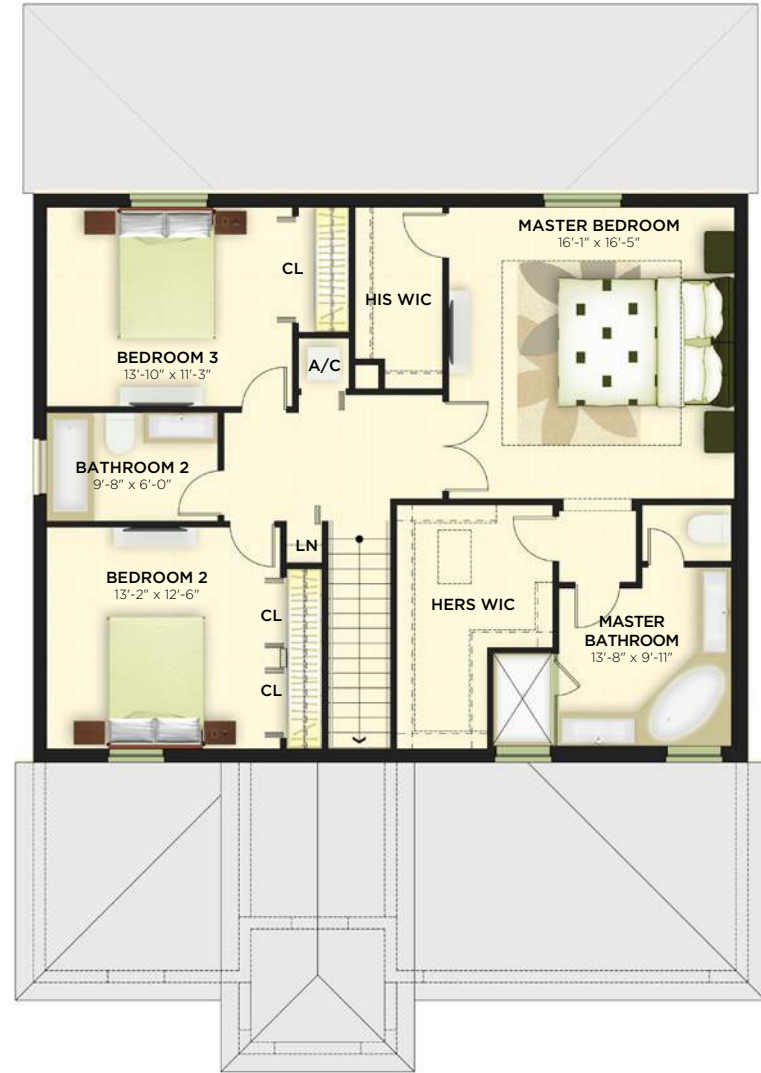 MASTER BEDROOM
16'-1" x 16'-5"
CL
HIS WIC
A/C
BEDROOM 3
13'-10" x 11'-3"
BATHROOM 2
9'-8" x 6'-0"
LN
BEDROOM 2
13'-2" x 12'-6"
CL
CL
HERS WIC
MASTER
BATHROOM
13'-8" x 9'-11"